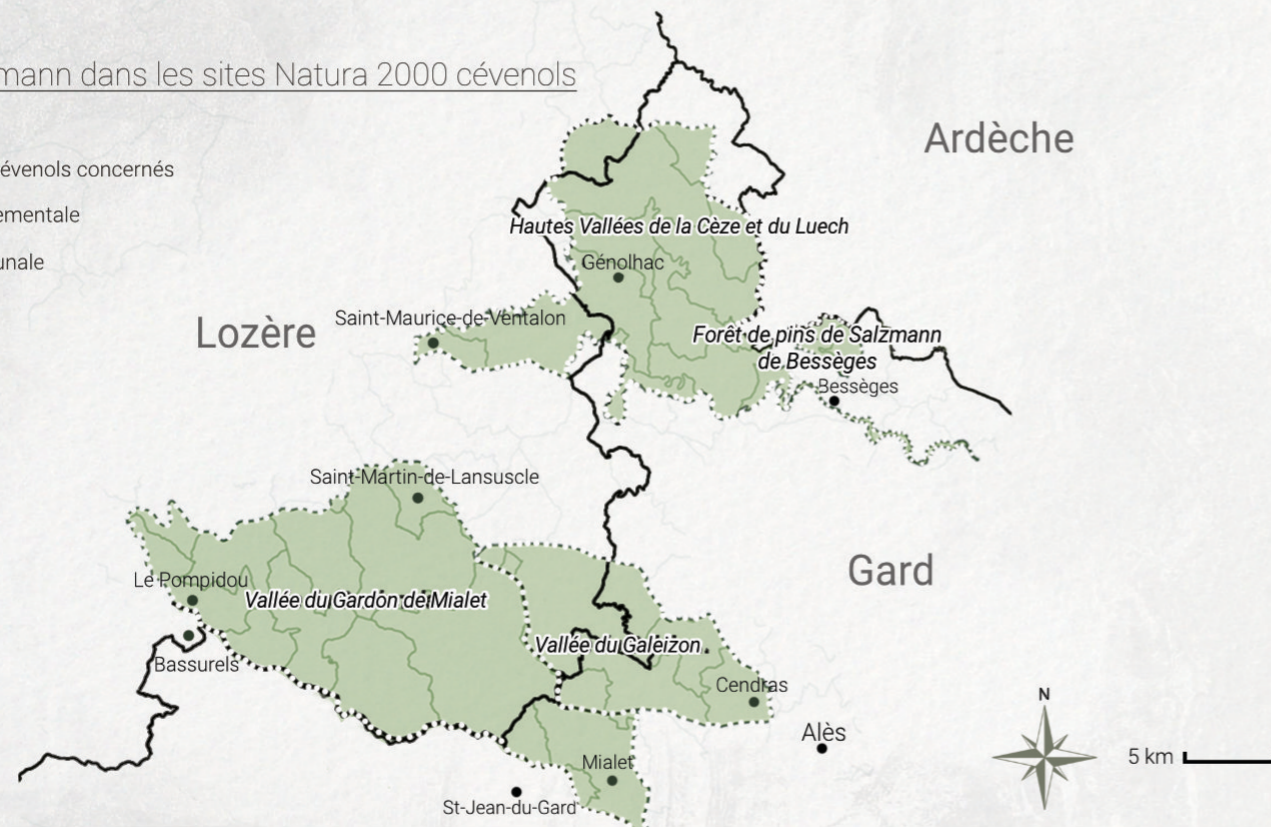 mann dans les sites Natura 2000 cévenols
évenols concernés
ementale
unale
Ardèche
Hautes Vallées de la Cèze et du Luech
Génolhac
Saint-Maurice-de-Ventalon
Lozère
Forêt de pins de Salzmann
de Bessèges
Bessèges
Saint-Martin-de-Lansuscle
Gard
Le Pompidou
Vallée du Gardon de Mialet
Vallée du Galeizon
Bassurels
Cendras
N
Alès
5 km
Mialet
St-Jean-du-Gard